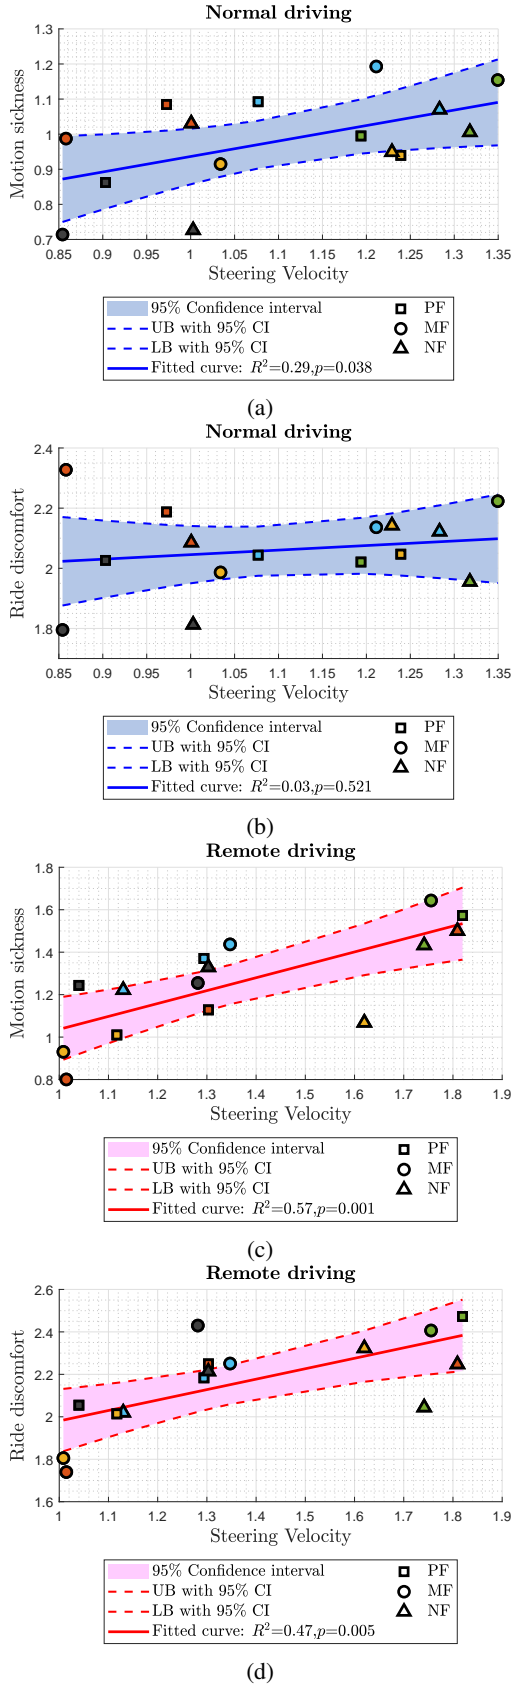 Normal driving
Motion sickness
1.3
1.2
1.1
1
0.9
0.8
0.7
0.85 0.9 0.95 1 1.05 1.1 1.15 1.2 1.25 1.3 1.35
Steering Velocity
95% Confidence interval PF
UB with 95% CI MF
LB with 95% CI NF
Fitted curve: R²=0.29,p=0.038
(a)
Normal driving
Ride discomfort
2.4
2.2
2
1.8
0.85 0.9 0.95 1 1.05 1.1 1.15 1.2 1.25 1.3 1.35
Steering Velocity
95% Confidence interval PF
UB with 95% CI MF
LB with 95% CI NF
Fitted curve: R²=0.03,p=0.521
(b)
Remote driving
Motion sickness
1.8
1.6
1.4
1.2
1
0.8
1 1.1 1.2 1.3 1.4 1.5 1.6 1.7 1.8 1.9
Steering Velocity
95% Confidence interval PF
UB with 95% CI MF
LB with 95% CI NF
Fitted curve: R²=0.57,p=0.001
(c)
Remote driving
Ride discomfort
2.6
2.4
2.2
2
1.8
1.6
1 1.1 1.2 1.3 1.4 1.5 1.6 1.7 1.8 1.9
Steering Velocity
95% Confidence interval PF
UB with 95% CI MF
LB with 95% CI NF
Fitted curve: R²=0.47,p=0.005
(d)